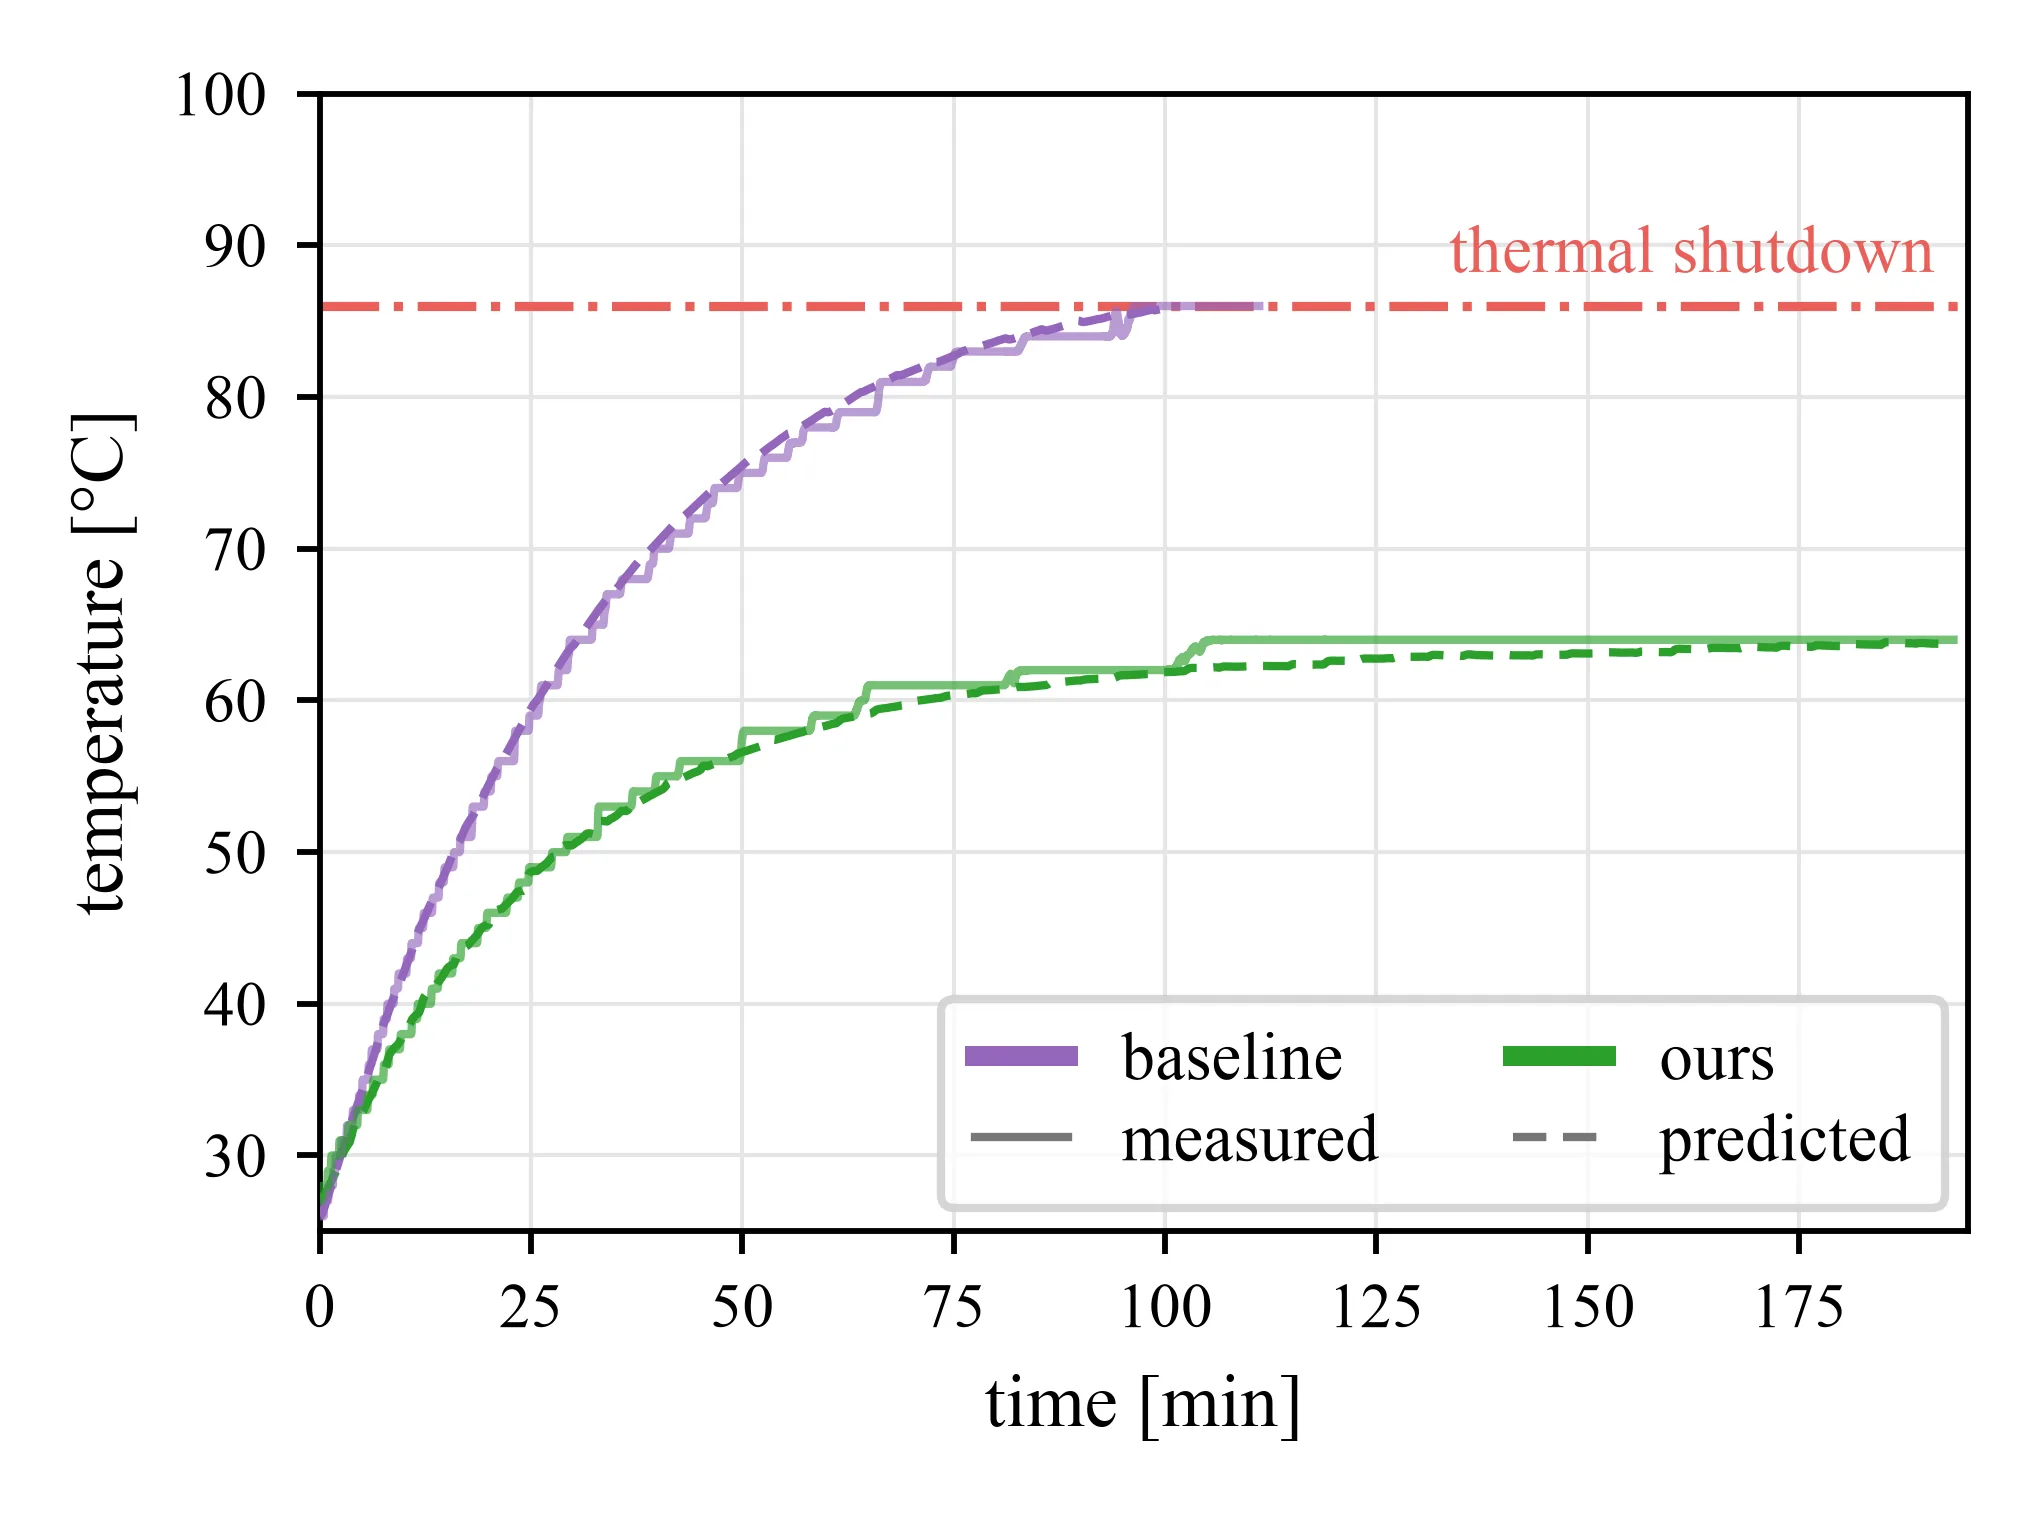 100
90
80
70
60
50
40
30
temperature [°C]
thermal shutdown
baseline
ours
measured
predicted
0 25 50 75 100 125 150 175
time [min]